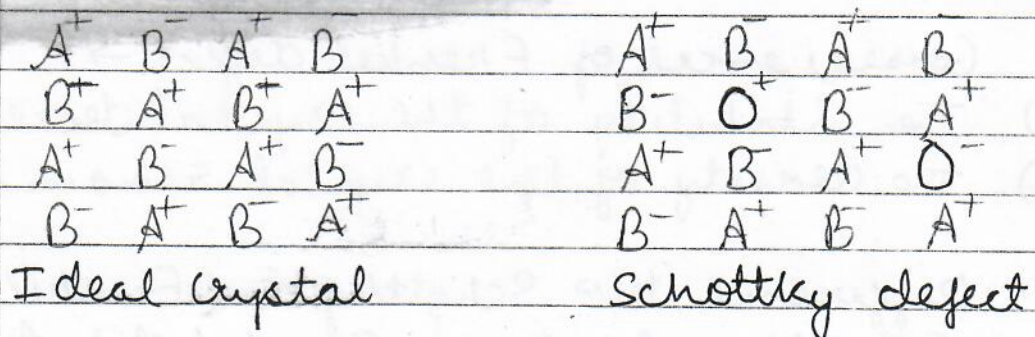 A⁺ B⁻ A⁺ B⁻ A⁺ B⁻ A⁺ B⁻
B⁺ A⁺ B⁺ A⁺ B⁻ O⁺ B⁻ A⁺
A⁺ B⁻ A⁺ B⁻ A⁺ B⁻ A⁺ O⁻
B⁻ A⁺ B⁻ A⁺ B⁻ A⁺ B⁻ A⁺
Ideal crystal Schottky defect